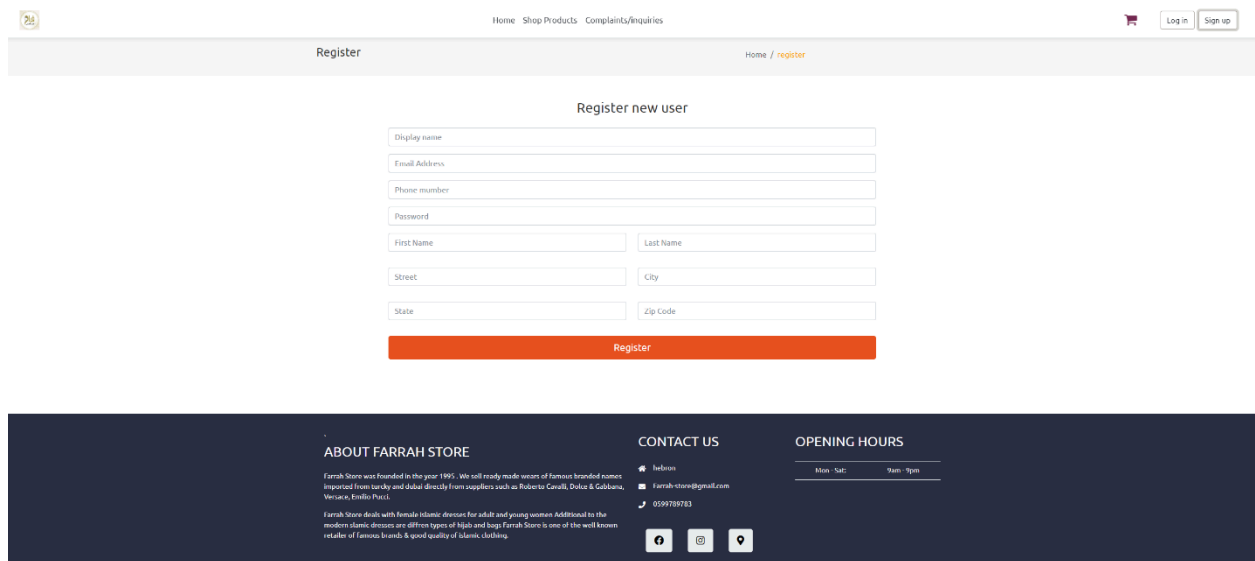 Home Shop Products Complaints/inquiries
Log in Sign up
Register
Home / register
Register new user
Display name
Email Address
Phone mumber
Password
First Name Last Name
Street City
State Zip Code
Register
ABOUT FARRAH STORE
Farrah Store was founded in the year 1995 . We sell ready made wears of famous branded names
imported from turcky and dubai directly from suppliers such as Roberto Cavalli, Dolce & Gabbana,
Versace, Emilio Pucci.
Farrah Store deals with female islamic dresses for adult and young women Additional to the
modern slamic dresses are diffren types of hijab and bags Farrah Store is one of the well known
retailer of famous brands & good quality of islamic clothing.
CONTACT US
hebron
Farrah-store@gmail.com
0599789783
OPENING HOURS
Mon - Sat: 9am - 9pm